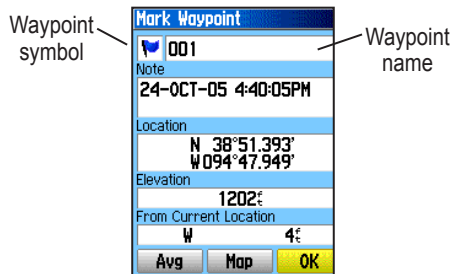 Mark Waypoint
Waypoint symbol
001
Waypoint name
Note
24-OCT-05 4:40:05PM
Location
N 38°51.393'
W094°47.949'
Elevation
1202ft
From Current Location
W 4ft
Avg Map OK